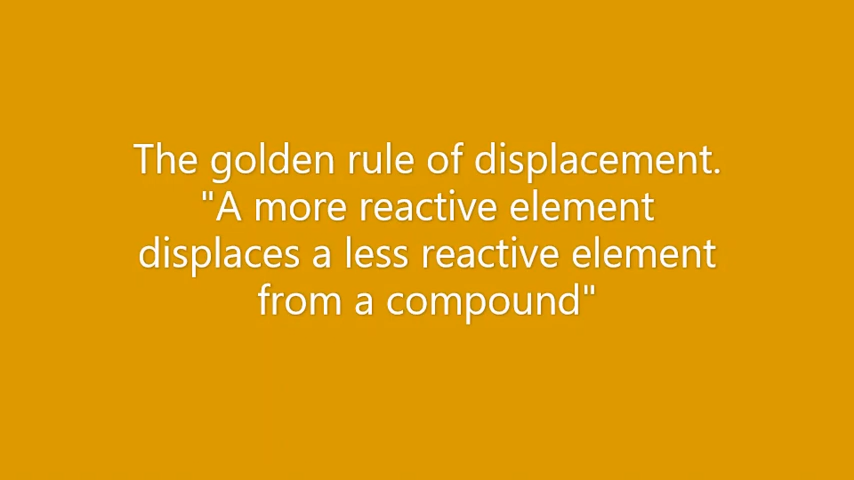 The golden rule of displacement.
"A more reactive element
displaces a less reactive element
from a compound"